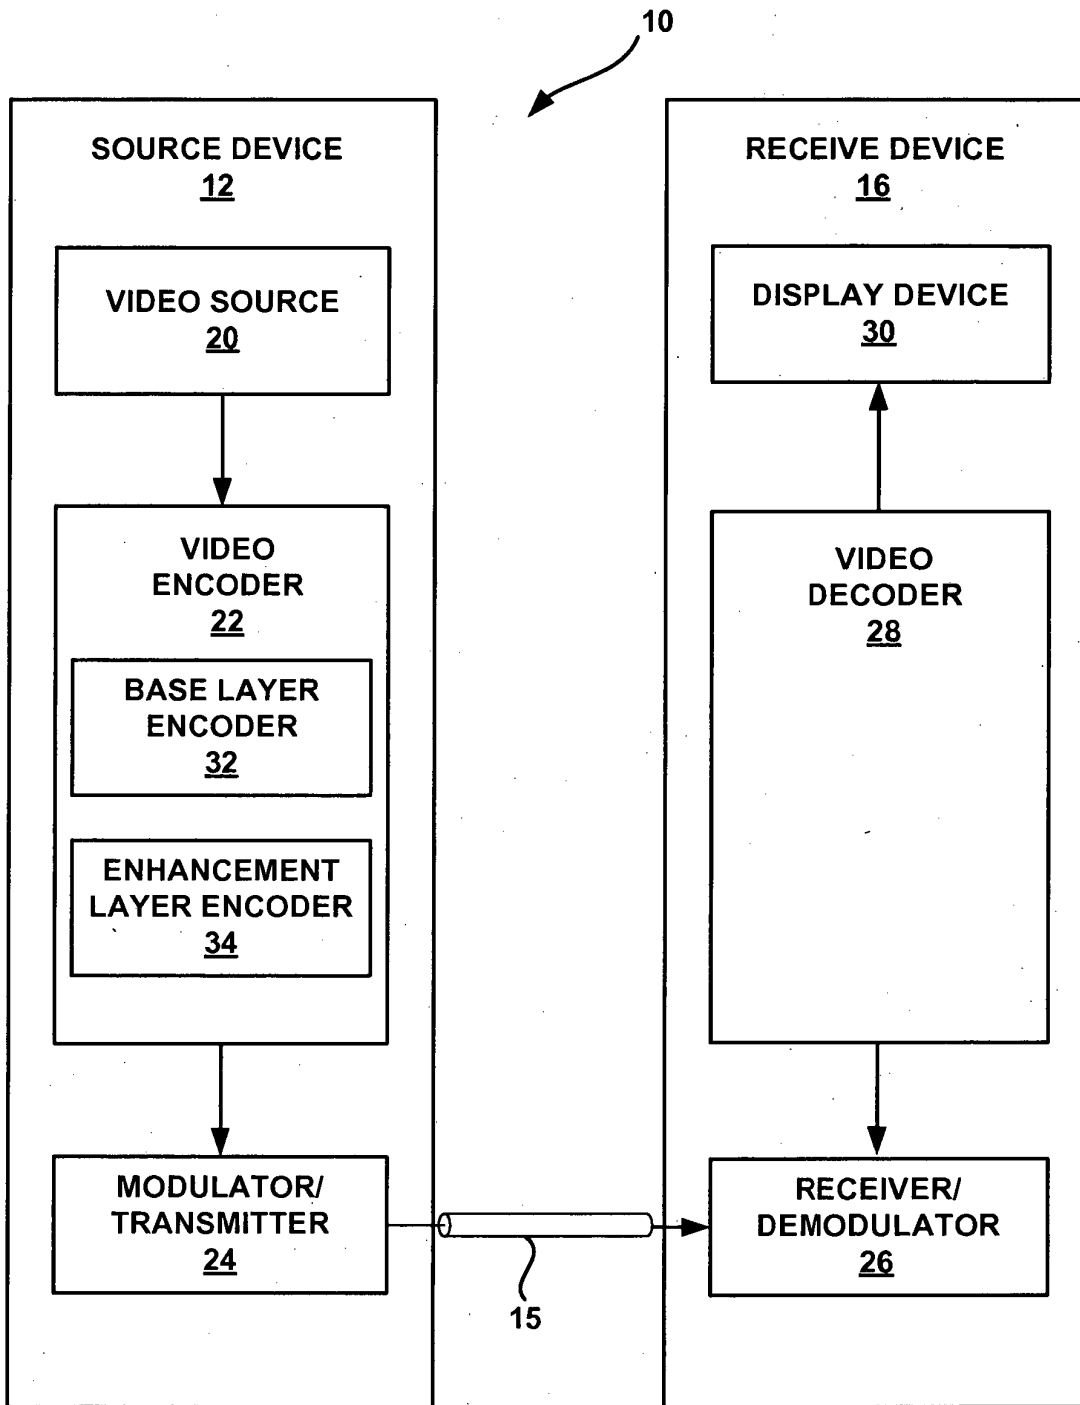 10
SOURCE DEVICE
12
VIDEO SOURCE
20
VIDEO
ENCODER
22
BASE LAYER
ENCODER
32
ENHANCEMENT
LAYER ENCODER
34
MODULATOR/
TRANSMITTER
24
15
RECEIVE DEVICE
16
DISPLAY DEVICE
30
VIDEO
DECODER
28
RECEIVER/
DEMODULATOR
26